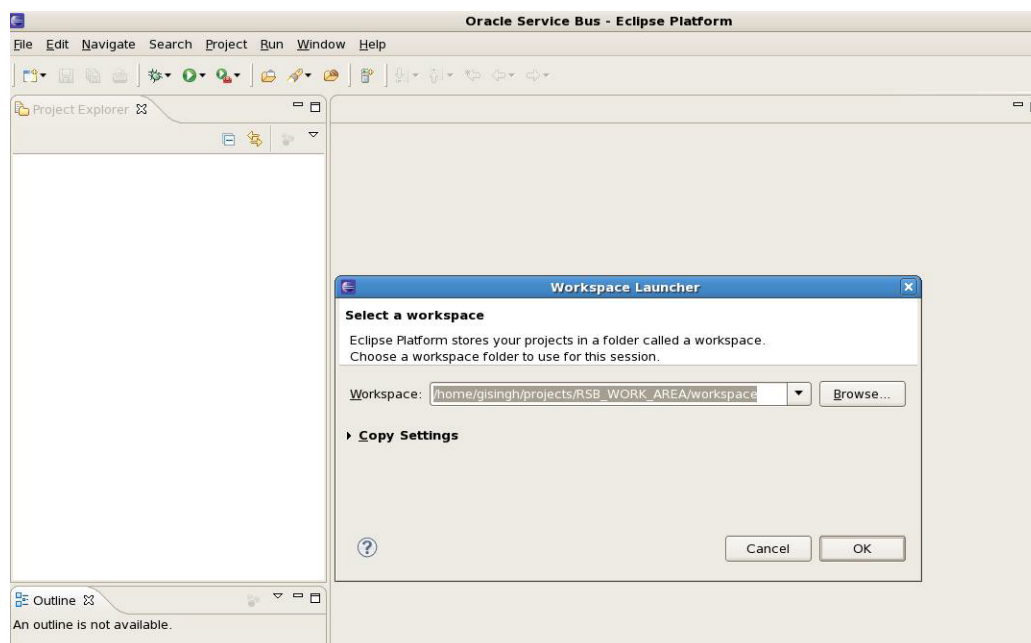 Oracle Service Bus - Eclipse Platform
File Edit Navigate Search Project Run Window Help
Project Explorer
Workspace Launcher
Select a workspace
Eclipse Platform stores your projects in a folder called a workspace.
Choose a workspace folder to use for this session.
Workspace: /home/gisingh/projects/RSB_WORK_AREA/workspace Browse...
Copy Settings
Cancel OK
Outline
An outline is not available.